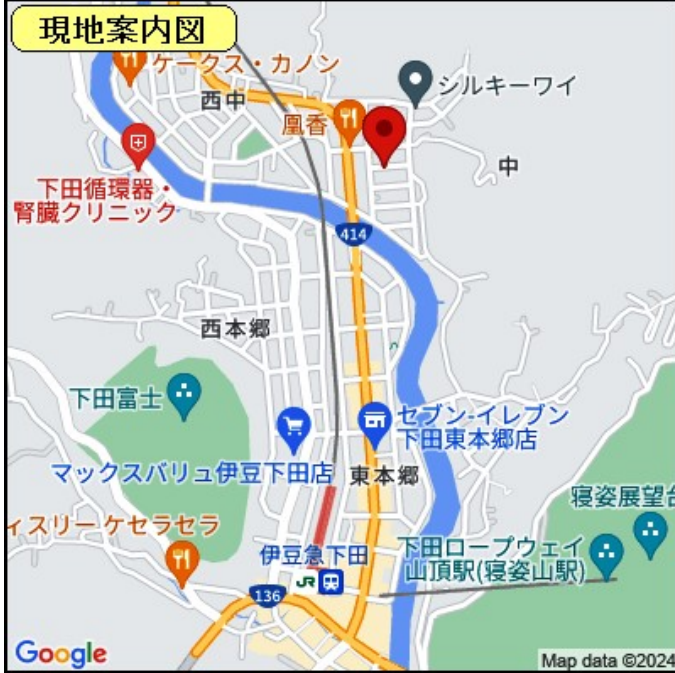 現地案内図
ケークス・カノン
西中
シルキーワイ
凰香
中
下田循環器・
腎臓クリニック
414
西本郷
下田富士
セブン-イレブン
下田東本郷店
マックスバリュ伊豆下田店
東本郷
寝姿展望台
ィスリー ケセラセラ
伊豆急下田
下田ロープウェイ
山頂駅(寝姿山駅)
JR
136
Google
Map data ©2024